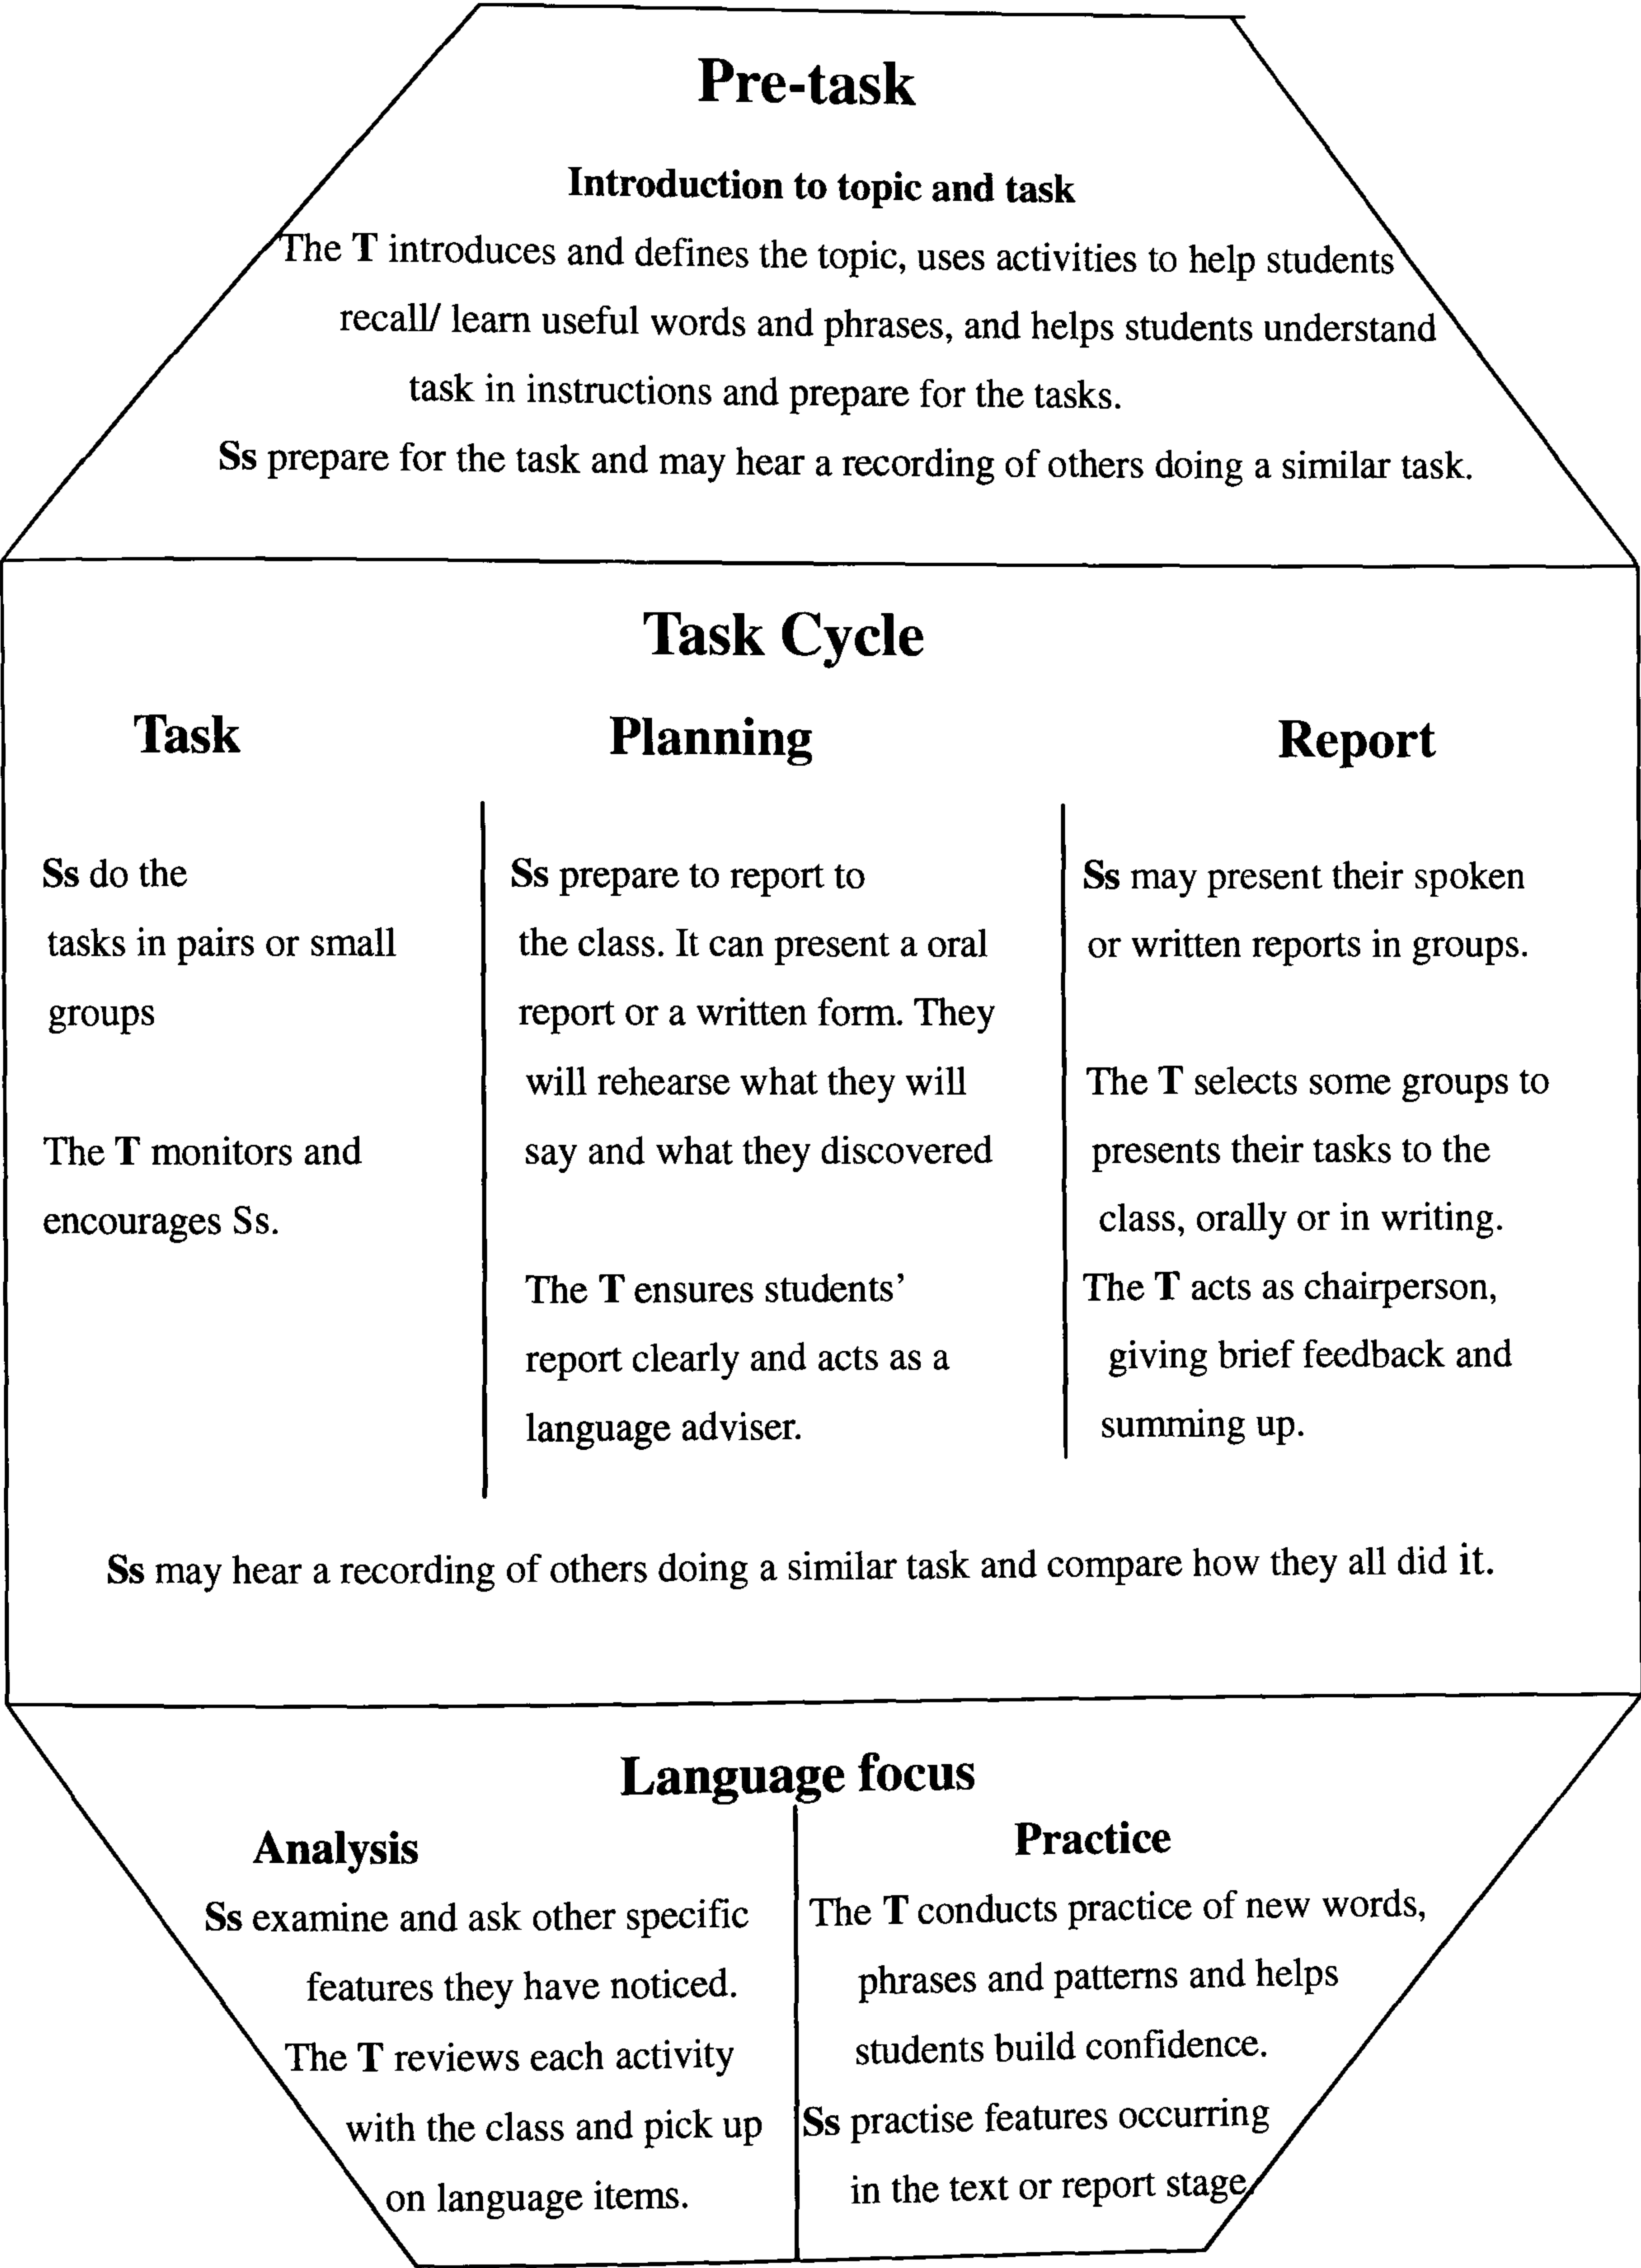 Pre-task
Introduction to topic and task
The T introduces and defines the topic, uses activities to help students
recall/ learn useful words and phrases, and helps students understand
task in instructions and prepare for the tasks.
Ss prepare for the task and may hear a recording of others doing a similar task.
Task Cycle
Task
Ss do the
tasks in pairs or small
groups
The T monitors and
encourages Ss.
Planning
Ss prepare to report to
the class. It can present a oral
report or a written form. They
will rehearse what they will
say and what they discovered
The T ensures students'
report clearly and acts as a
language adviser.
Report
Ss may present their spoken
or written reports in groups.
The T selects some groups to
presents their tasks to the
class, orally or in writing.
The T acts as chairperson,
giving brief feedback and
summing up.
Ss may hear a recording of others doing a similar task and compare how they all did it.
Language focus
Analysis
Ss examine and ask other specific
features they have noticed.
The T reviews each activity
with the class and pick up
on language items.
Practice
The T conducts practice of new words,
phrases and patterns and helps
students build confidence.
Ss practise features occurring
in the text or report stage